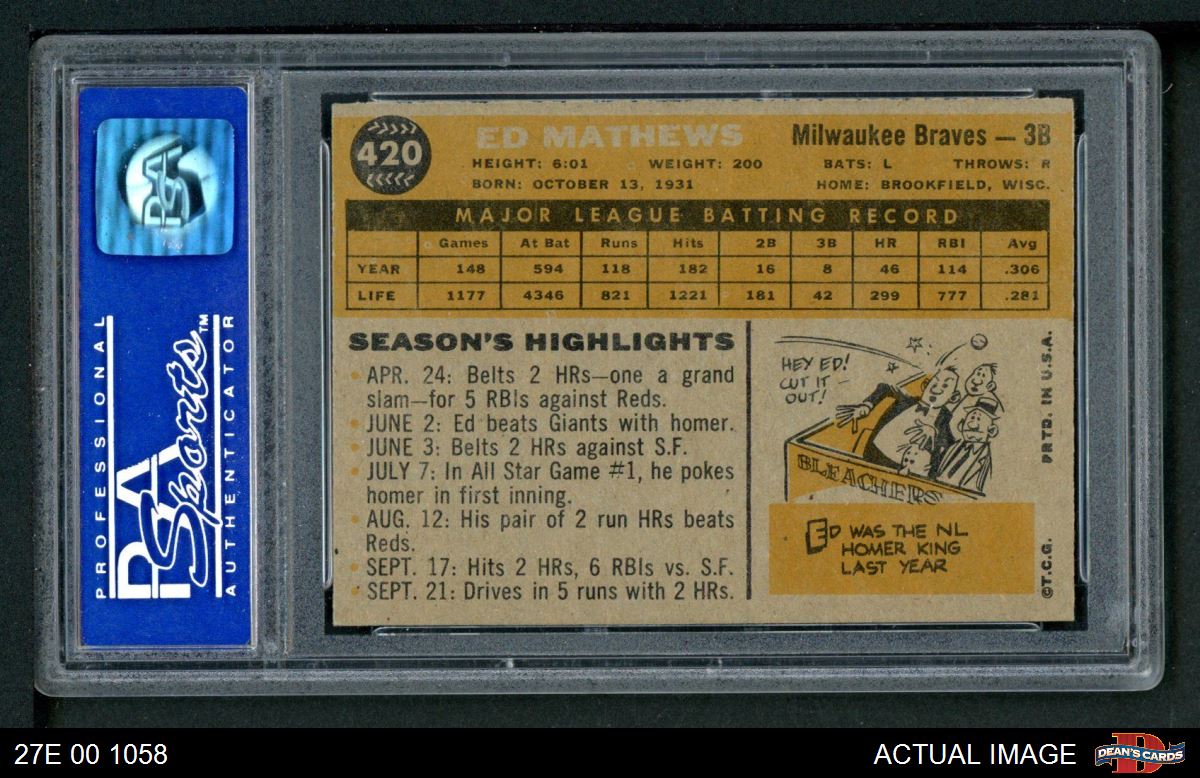 420
ED MATHEWS
Milwaukee Braves — 3B
HEIGHT: 6:01 WEIGHT: 200 BATS: L THROWS: R
BORN: OCTOBER 13, 1931 HOME: BROOKFIELD, WISC.
MAJOR LEAGUE BATTING RECORD
Games At Bat Runs Hits 2B 3B HR RBI Avg
YEAR 148 594 118 182 16 8 46 114 .306
LIFE 1177 4346 821 1221 181 42 299 777 .281
SEASON'S HIGHLIGHTS
APR. 24: Belts 2 HRs—one a grand
slam—for 5 RBIs against Reds.
JUNE 2: Ed beats Giants with homer.
JUNE 3: Belts 2 HRs against S.F.
JULY 7: In All Star Game #1, he pokes
homer in first inning.
AUG. 12: His pair of 2 run HRs beats
Reds.
SEPT. 17: Hits 2 HRs, 6 RBIs vs. S.F.
SEPT. 21: Drives in 5 runs with 2 HRs.
HEY ED!
CUT IT –
OUT!
BLEACHERS
ED WAS THE NL
HOMER KING
LAST YEAR
PRTD. IN U.S.A.
©T.C.G.
PSA
PROFESSIONAL
PSA
Sports™
AUTHENTICATOR
27E 00 1058
ACTUAL IMAGE
DEAN'S CARDS